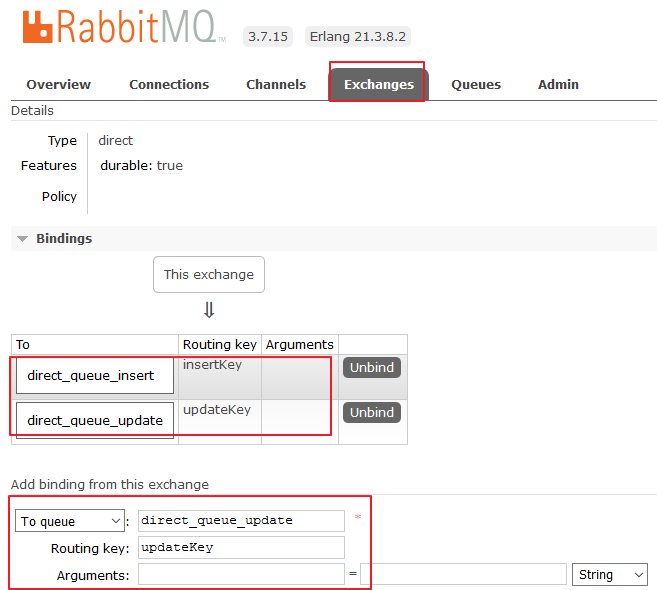 RabbitMQ TM 3.7.15 Erlang 21.3.8.2
Overview Connections Channels Exchanges Queues Admin
Details
Type direct
Features durable: true
Policy
Bindings
This exchange
⇓
To Routing key Arguments
direct_queue_insert insertKey Unbind
direct_queue_update updateKey Unbind
Add binding from this exchange
To queue : direct_queue_update *
Routing key: updateKey
Arguments: = String